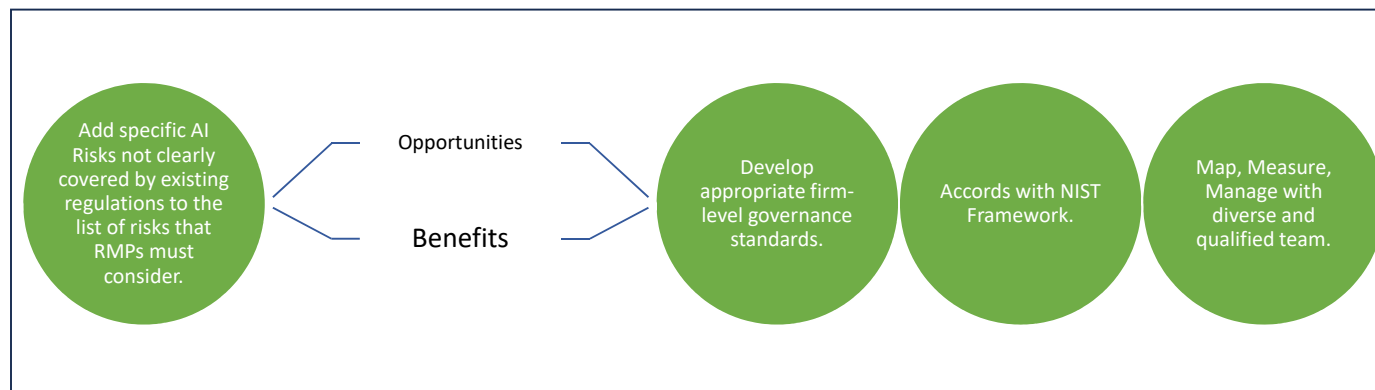 Add specific AI
Risks not clearly
covered by existing
regulations to the
list of risks that
RMPs must
consider.
Opportunities
Benefits
Develop
appropriate firm-
level governance
standards.
Accords with NIST
Framework.
Map, Measure,
Manage with
diverse and
qualified team.